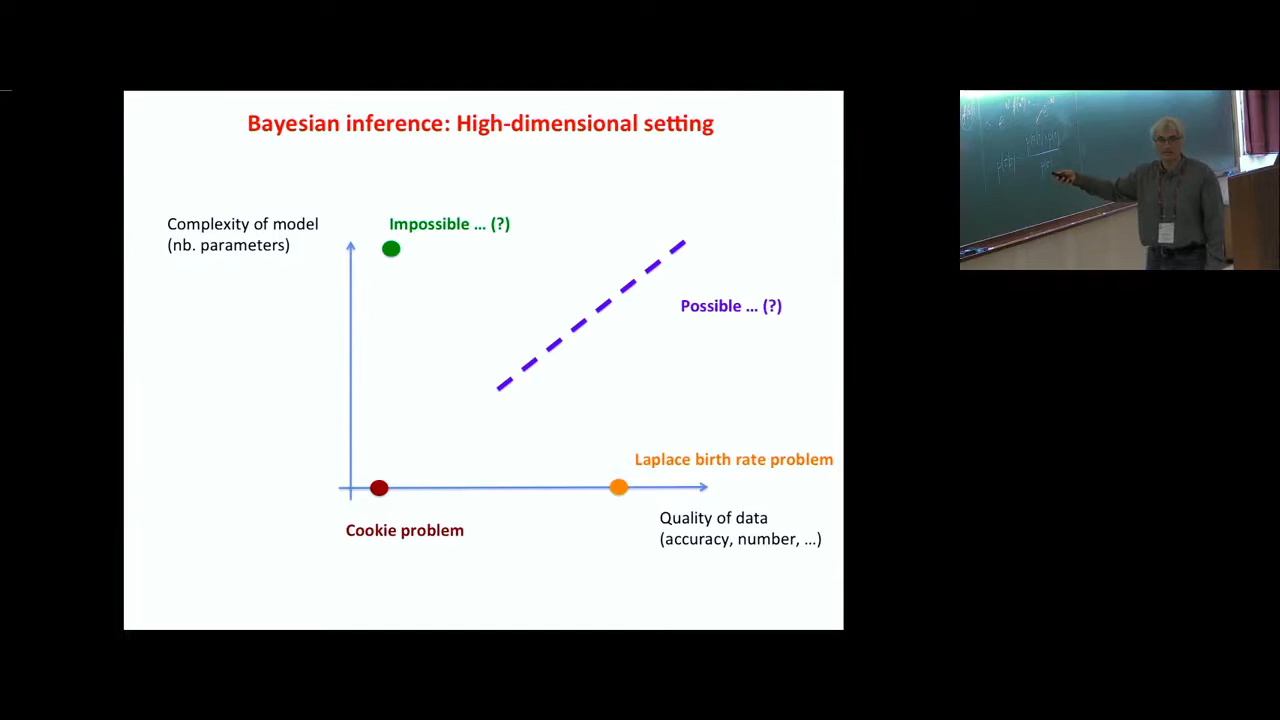 Bayesian inference: High-dimensional setting
Complexity of model
(nb. parameters)
Impossible ... (?)
Possible ... (?)
Laplace birth rate problem
Cookie problem
Quality of data
(accuracy, number, ...)